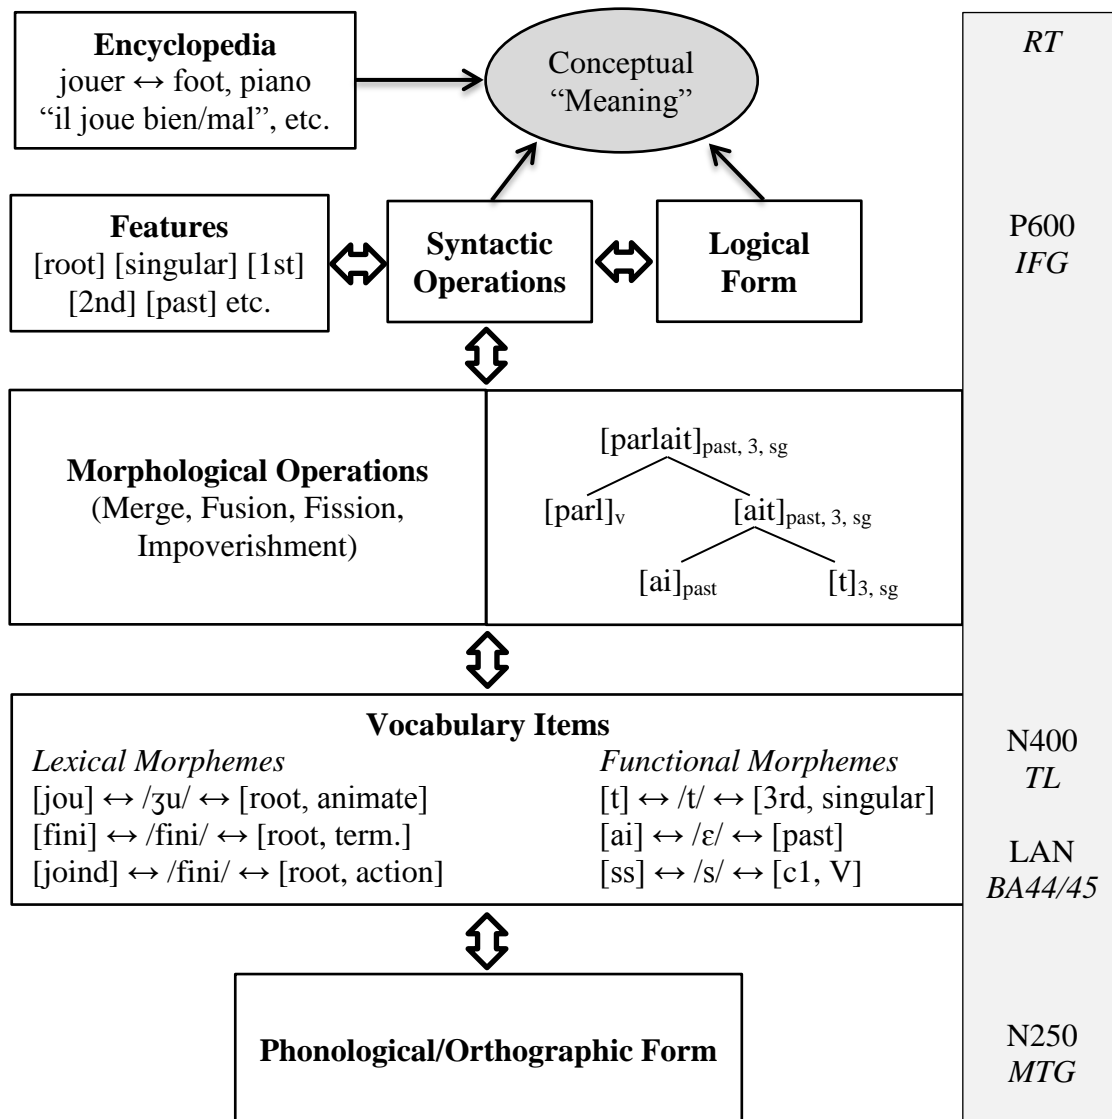 Encyclopedia
jouer ↔ foot, piano
“il joue bien/mal”, etc.
Conceptual
“Meaning”
RT
Features
[root] [singular] [1st]
[2nd] [past] etc.
Syntactic
Operations
Logical
Form
P600
IFG
Morphological Operations
(Merge, Fusion, Fission,
Impoverishment)
[parlait]past, 3, sg
[parl]v
[ait]past, 3, sg
[ai]past
[t]3, sg
Vocabulary Items
Lexical Morphemes
[jou] ↔ /ʒu/ ↔ [root, animate]
[fini] ↔ /fini/ ↔ [root, term.]
[joind] ↔ /fini/ ↔ [root, action]
Functional Morphemes
[t] ↔ /t/ ↔ [3rd, singular]
[ai] ↔ /ɛ/ ↔ [past]
[ss] ↔ /s/ ↔ [c1, V]
N400
TL
LAN
BA44/45
Phonological/Orthographic Form
N250
MTG